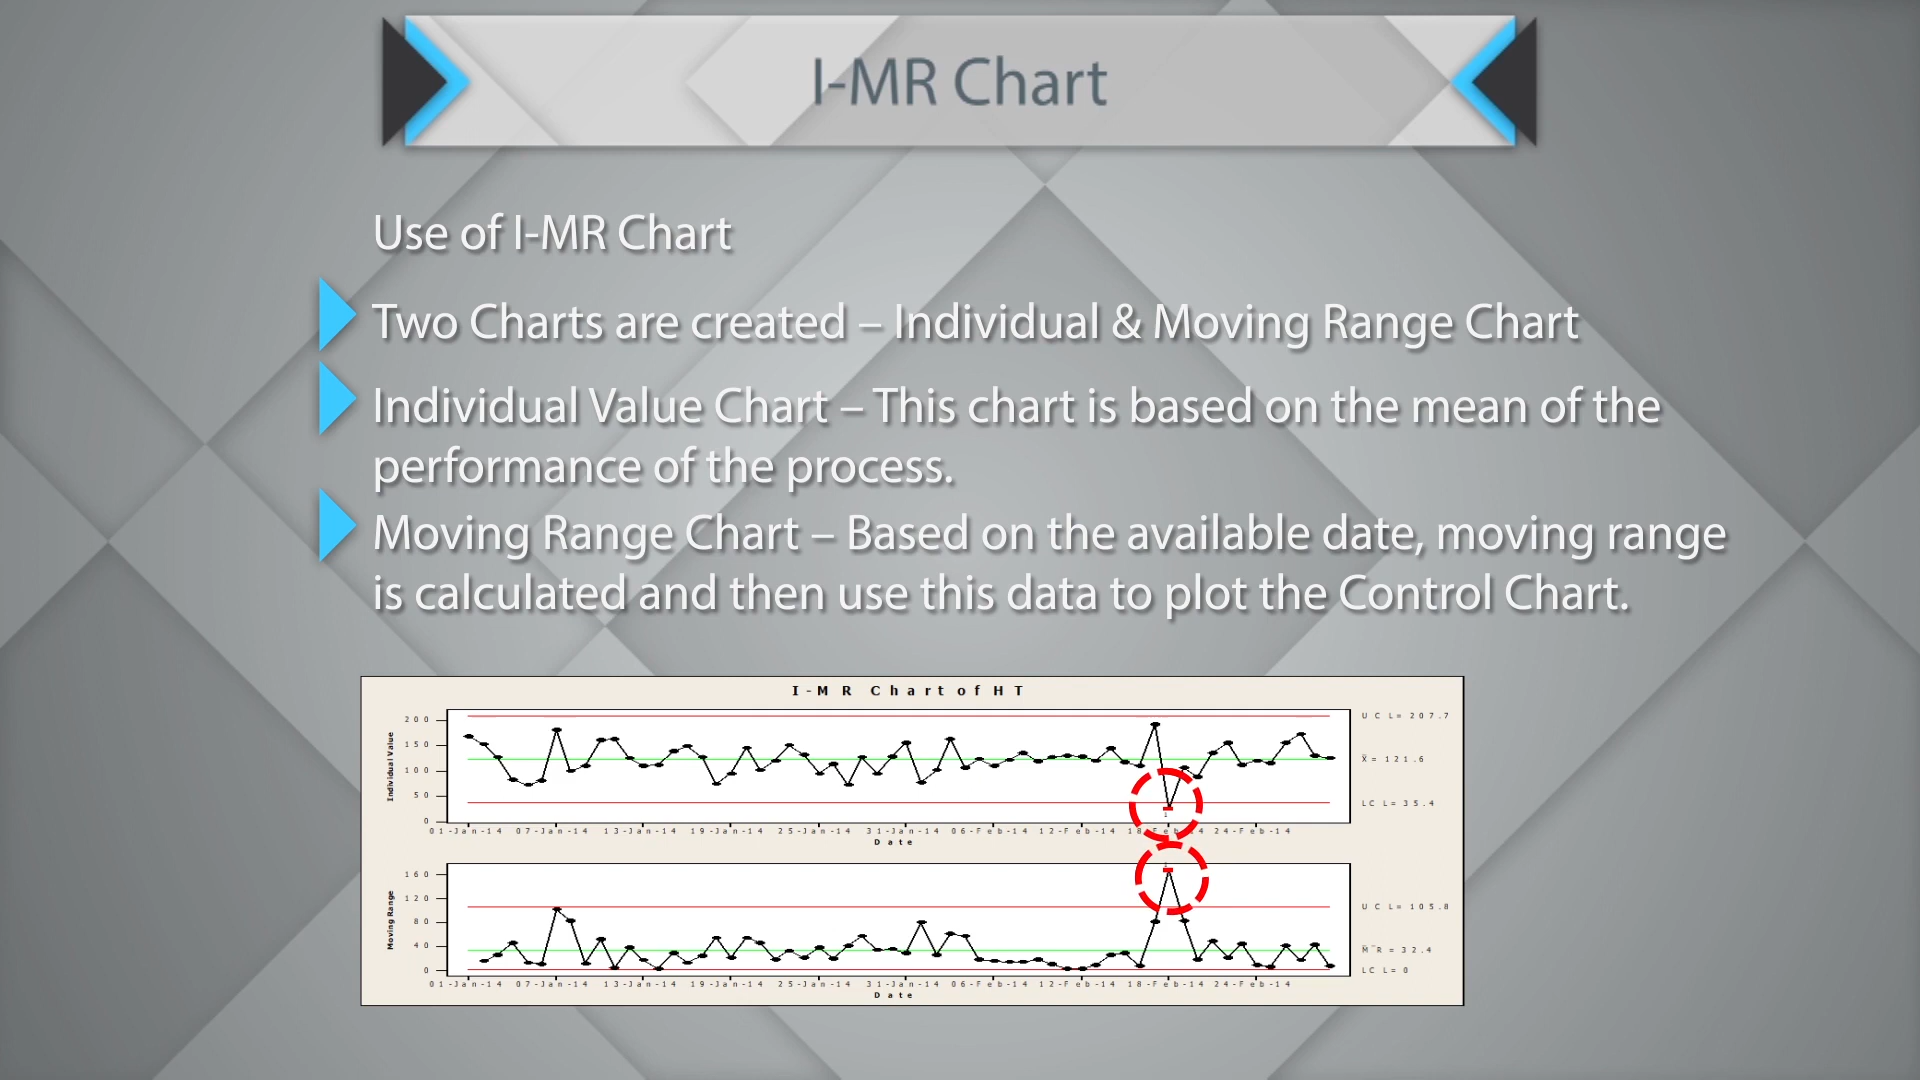 I-MR Chart
Use of I-MR Chart
Two Charts are created – Individual & Moving Range Chart
Individual Value Chart – This chart is based on the mean of the
performance of the process.
Moving Range Chart – Based on the available date, moving range
is calculated and then use this data to plot the Control Chart.
I-MR Chart of HT
Individual Value
200
150
100
50
0
UCL=207.7
X̄=121.6
LCL=35.4
1
01-Jan-14 07-Jan-14 13-Jan-14 19-Jan-14 25-Jan-14 31-Jan-14 06-Feb-14 12-Feb-14 18-Feb-14 24-Feb-14
Date
Moving Range
160
120
80
40
0
1
UCL=105.8
M̄R̄=32.4
LCL=0
01-Jan-14 07-Jan-14 13-Jan-14 19-Jan-14 25-Jan-14 31-Jan-14 06-Feb-14 12-Feb-14 18-Feb-14 24-Feb-14
Date